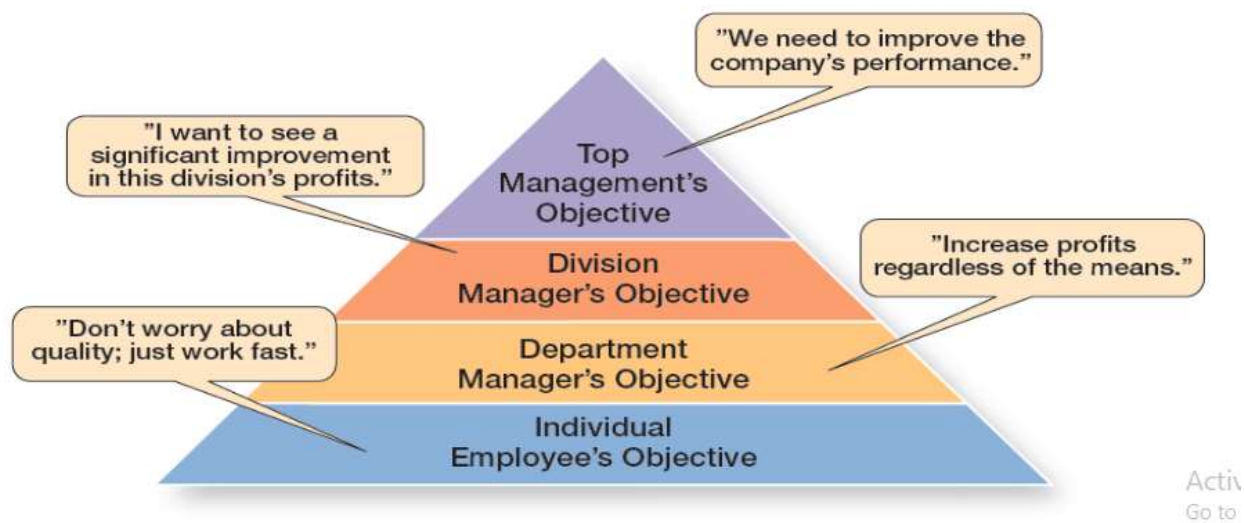 ”We need to improve the
company’s performance.”
”I want to see a
significant improvement
in this division’s profits.”
Top
Management’s
Objective
”Increase profits
regardless of the means.”
Division
Manager’s Objective
”Don’t worry about
quality; just work fast.”
Department
Manager’s Objective
Individual
Employee’s Objective
Activ
Go to